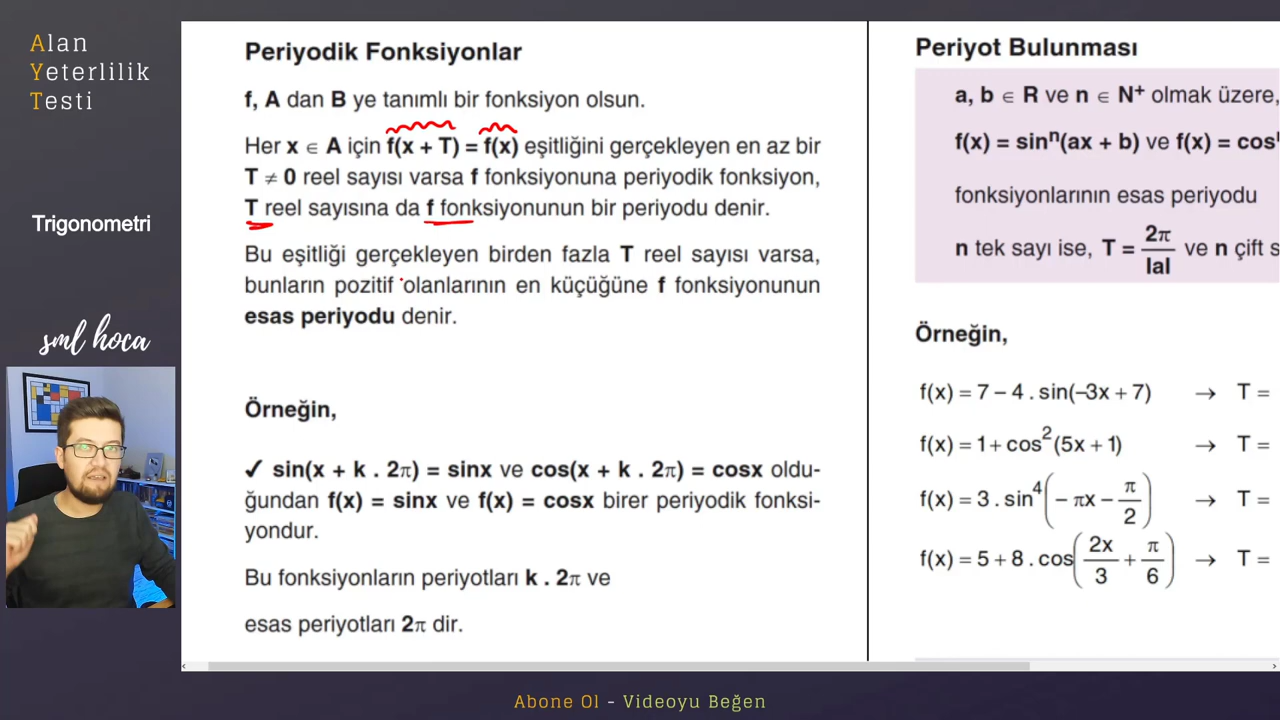 Alan
Yeterlilik
Testi
Trigonometri
sml hoca
Periyodik Fonksiyonlar
f, A dan B ye tanımlı bir fonksiyon olsun.
Her x ∈ A için f(x + T) = f(x) eşitliğini gerçekleyen en az bir
T ≠ 0 reel sayısı varsa f fonksiyonuna periyodik fonksiyon,
T reel sayısına da f fonksiyonunun bir periyodu denir.
Bu eşitliği gerçekleyen birden fazla T reel sayısı varsa,
bunların pozitif olanlarının en küçüğüne f fonksiyonunun
esas periyodu denir.
Örneğin,
✓ sin(x + k . 2π) = sinx ve cos(x + k . 2π) = cosx oldu-
ğundan f(x) = sinx ve f(x) = cosx birer periyodik fonksi-
yondur.
Bu fonksiyonların periyotları k . 2π ve
esas periyotları 2π dir.
Periyot Bulunması
a, b ∈ R ve n ∈ N⁺ olmak üzere,
f(x) = sinⁿ(ax + b) ve f(x) = cosⁿ
fonksiyonlarının esas periyodu
n tek sayı ise, T = 2π/|a| ve n çift s
Örneğin,
f(x) = 7 – 4 . sin(–3x + 7) → T =
f(x) = 1 + cos²(5x + 1) → T =
f(x) = 3 . sin⁴(– πx – π/2) → T =
f(x) = 5 + 8 . cos(2x/3 + π/6) → T =
Abone Ol - Videoyu Beğen